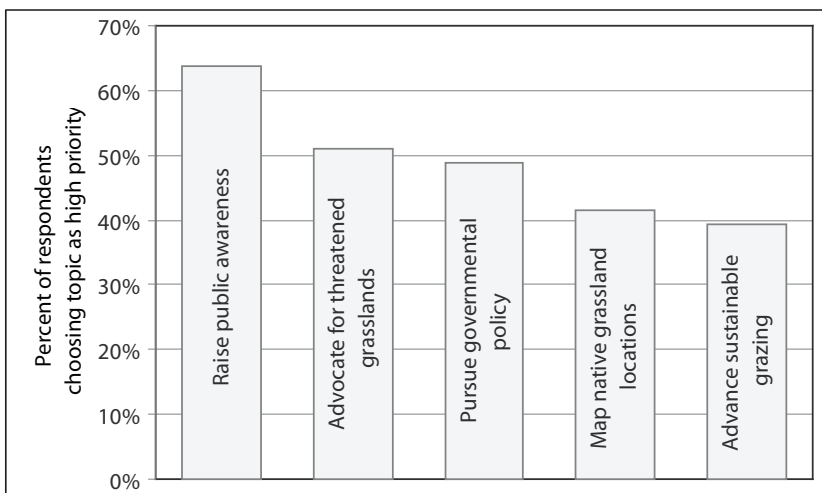 70%
60%
50%
40%
30%
20%
10%
0%
Percent of respondents
choosing topic as high priority
Raise public awareness
Advocate for threatened
grasslands
Pursue governmental
policy
Map native grassland
locations
Advance sustainable
grazing